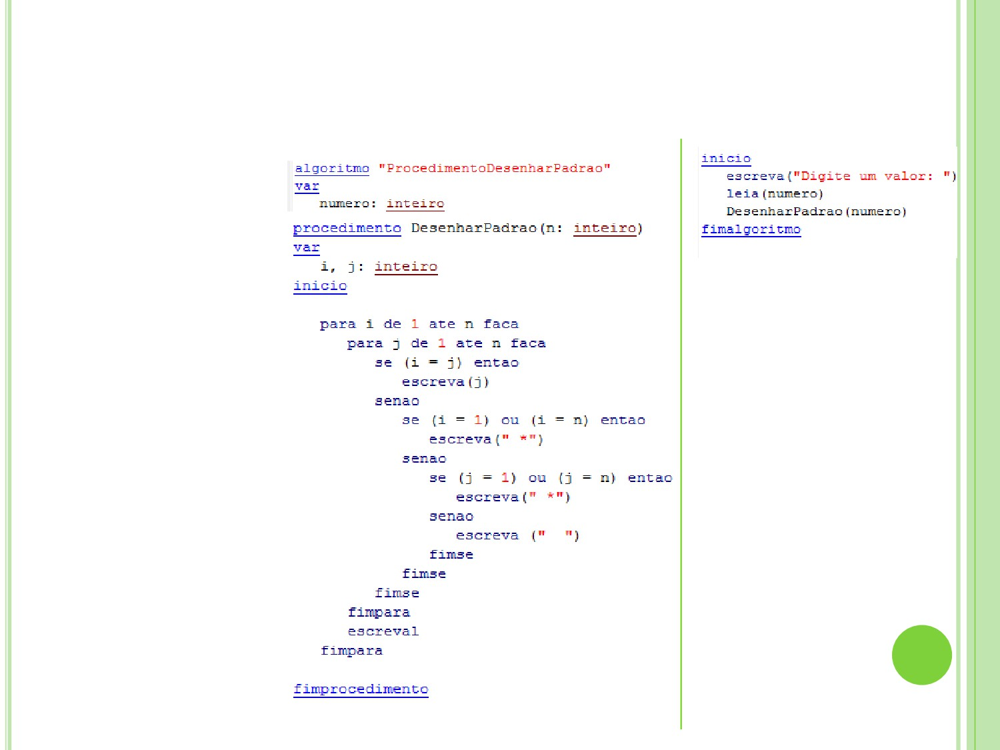 algoritmo "ProcedimentoDesenharPadrao"
var
   numero: inteiro
procedimento DesenharPadrao(n: inteiro)
var
   i, j: inteiro
inicio

   para i de 1 ate n faca
      para j de 1 ate n faca
         se (i = j) entao
            escreva(j)
         senao
            se (i = 1) ou (i = n) entao
               escreva(" *")
            senao
               se (j = 1) ou (j = n) entao
                  escreva(" *")
               senao
                  escreva ("  ")
               fimse
            fimse
         fimse
      fimpara
      escreval
   fimpara

fimprocedimento
inicio
   escreva("Digite um valor: ")
   leia(numero)
   DesenharPadrao(numero)
fimalgoritmo